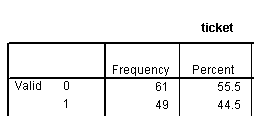 ticket
Frequency Percent
Valid 0 61 55.5
1 49 44.5